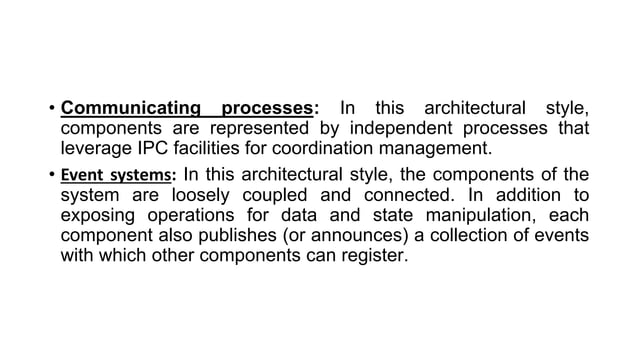 • Communicating processes: In this architectural style,
components are represented by independent processes that
leverage IPC facilities for coordination management.
• Event systems: In this architectural style, the components of the
system are loosely coupled and connected. In addition to
exposing operations for data and state manipulation, each
component also publishes (or announces) a collection of events
with which other components can register.